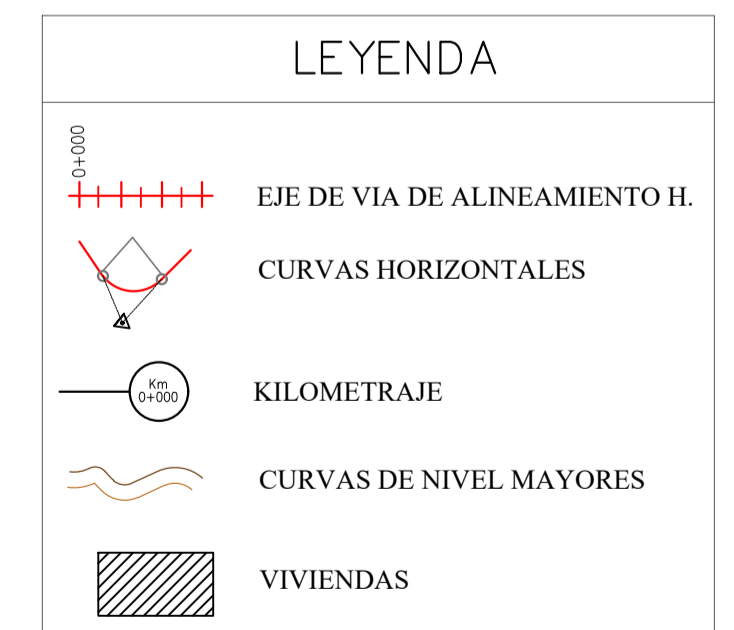 LEYENDA
0+000
EJE DE VIA DE ALINEAMIENTO H.
CURVAS HORIZONTALES
Km
0+000
KILOMETRAJE
CURVAS DE NIVEL MAYORES
VIVIENDAS